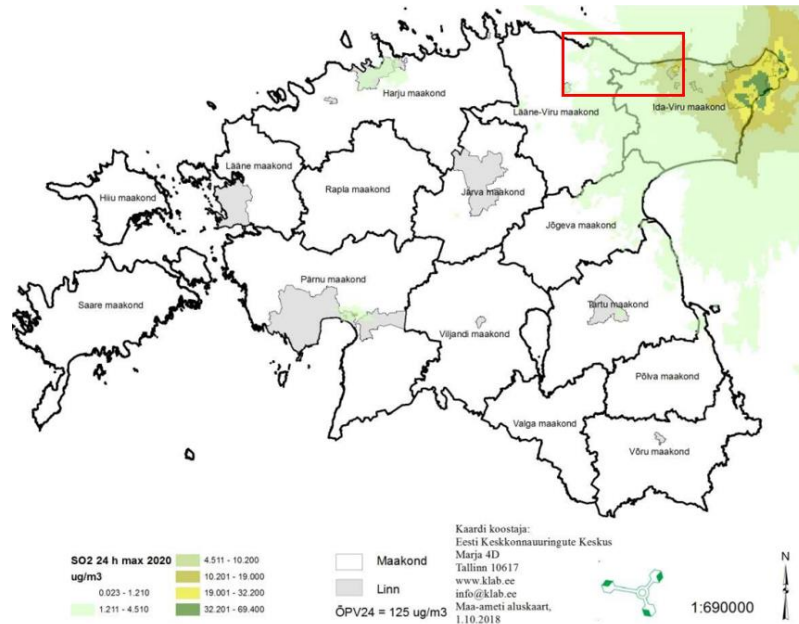 Harju maakond
Lääne-Viru maakond
Ida-Viru maakond
Lääne maakond
Rapla maakond
Järva maakond
Hiiu maakond
Jõgeva maakond
Pärnu maakond
Saare maakond
Viljandi maakond
Tartu maakond
Põlva maakond
Valga maakond
Võru maakond
SO2 24 h max 2020
ug/m3
0.023 - 1.210
1.211 - 4.510
4.511 - 10.200
10.201 - 19.000
19.001 - 32.200
32.201 - 69.400
Maakond
Linn
ÕPV24 = 125 ug/m3
Kaardi koostaja:
Eesti Keskkonnauuringute Keskus
Marja 4D
Tallinn 10617
www.klab.ee
info@klab.ee
Maa-ameti aluskaart,
1.10.2018
1:690000
N